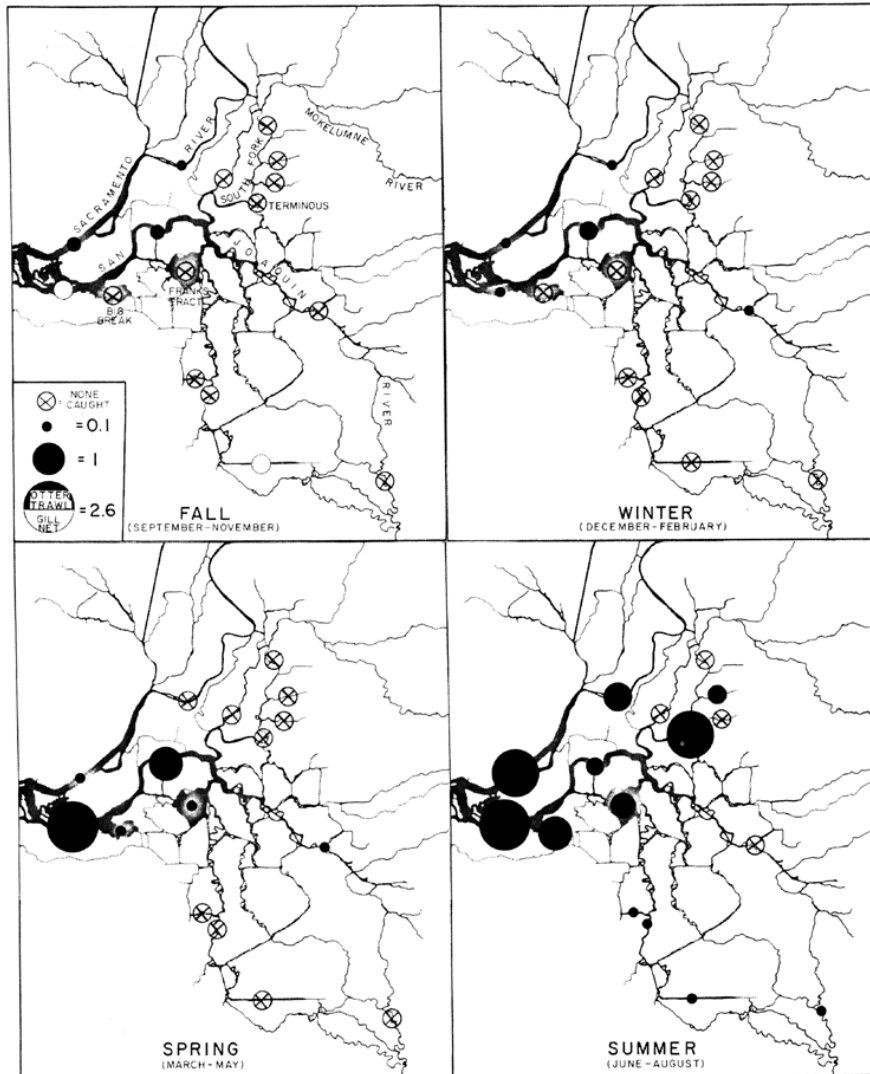 SACRAMENTO
RIVER
SOUTH FORK
MOKELUMNE
RIVER
TERMINOUS
SAN
JOAQUIN
RIVER
FRANKS
TRACT
BIG
BREAK
NONE
CAUGHT
= 0.1
= 1
OTTER
TRAWL
GILL
NET
= 2.6
FALL
(SEPTEMBER-NOVEMBER)
WINTER
(DECEMBER-FEBRUARY)
SPRING
(MARCH-MAY)
SUMMER
(JUNE-AUGUST)